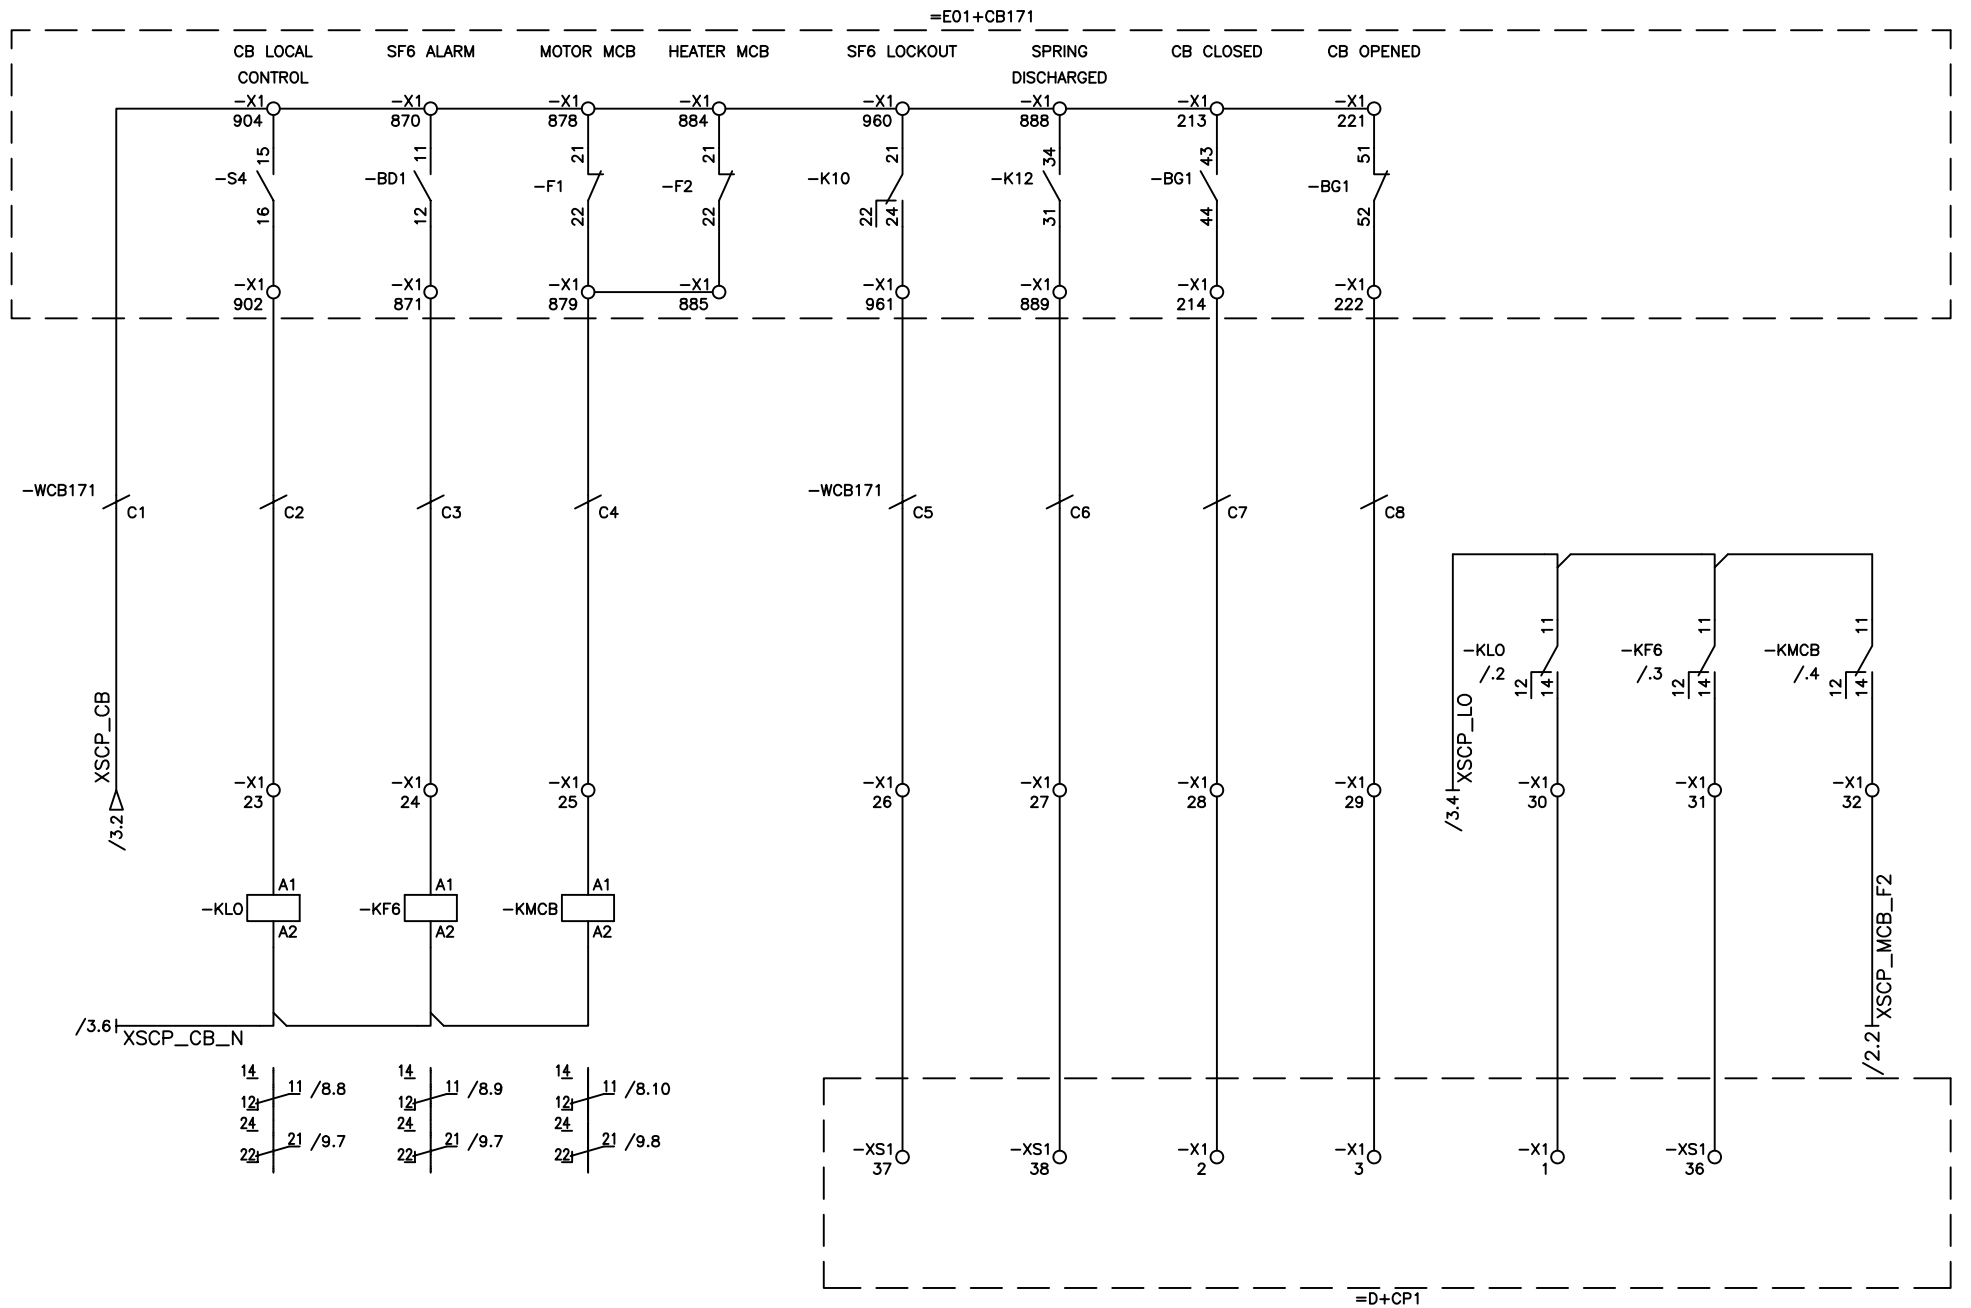 =E01+CB171
CB LOCAL
CONTROL
SF6 ALARM
MOTOR MCB
HEATER MCB
SF6 LOCKOUT
SPRING
DISCHARGED
CB CLOSED
CB OPENED
-X1
904
-X1
870
-X1
878
-X1
884
-X1
960
-X1
888
-X1
213
-X1
221
15
11
21
21
21
34
43
51
-S4
-BD1
-F1
-F2
-K10
-K12
-BG1
-BG1
16
12
22
22
22
24
31
44
52
-X1
902
-X1
871
-X1
879
-X1
885
-X1
961
-X1
889
-X1
214
-X1
222
-WCB171
C1
C2
C3
C4
-WCB171
C5
C6
C7
C8
11
11
11
-KLO
/.2
-KF6
/.3
-KMCB
/.4
12
14
12
14
12
14
XSCP_CB
/3.2
XSCP_LO
/3.4
-X1
23
-X1
24
-X1
25
-X1
26
-X1
27
-X1
28
-X1
29
-X1
30
-X1
31
-X1
32
A1
-KLO
A2
A1
-KF6
A2
A1
-KMCB
A2
XSCP_MCB_F2
/2.2
/3.6
XSCP_CB_N
14
11 /8.8
12
24
21 /9.7
22
14
11 /8.9
12
24
21 /9.7
22
14
11 /8.10
12
24
21 /9.8
22
-XS1
37
-XS1
38
-X1
2
-X1
3
-X1
1
-XS1
36
=D+CP1